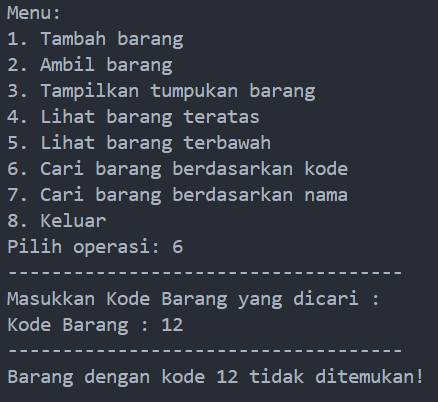 Menu:
1. Tambah barang
2. Ambil barang
3. Tampilkan tumpukan barang
4. Lihat barang teratas
5. Lihat barang terbawah
6. Cari barang berdasarkan kode
7. Cari barang berdasarkan nama
8. Keluar
Pilih operasi: 6
------------------------------------
Masukkan Kode Barang yang dicari :
Kode Barang : 12
------------------------------------
Barang dengan kode 12 tidak ditemukan!